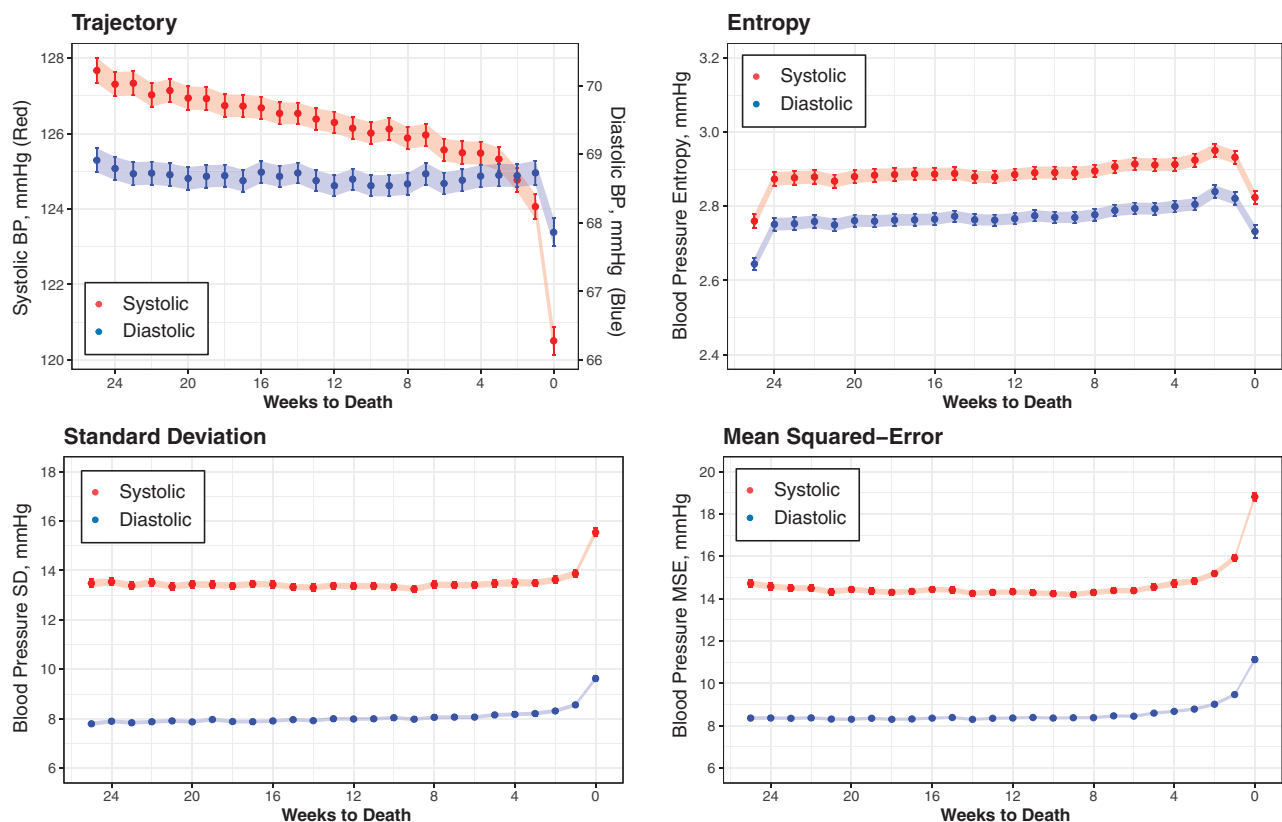 Trajectory
128
126
124
122
120
Systolic BP, mmHg (Red)
70
69
68
67
66
Diastolic BP, mmHg (Blue)
Systolic
Diastolic
24 20 16 12 8 4 0
Weeks to Death
Entropy
3.2
3.0
2.8
2.6
2.4
Blood Pressure Entropy, mmHg
Systolic
Diastolic
24 20 16 12 8 4 0
Weeks to Death
Standard Deviation
18
16
14
12
10
8
6
Blood Pressure SD, mmHg
Systolic
Diastolic
24 20 16 12 8 4 0
Weeks to Death
Mean Squared−Error
20
18
16
14
12
10
8
6
Blood Pressure MSE, mmHg
Systolic
Diastolic
24 20 16 12 8 4 0
Weeks to Death